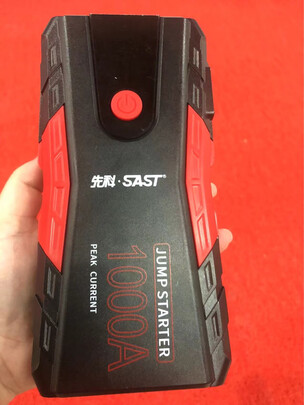 先科·SAST®
JUMP STARTER
1000A
PEAK CURRENT